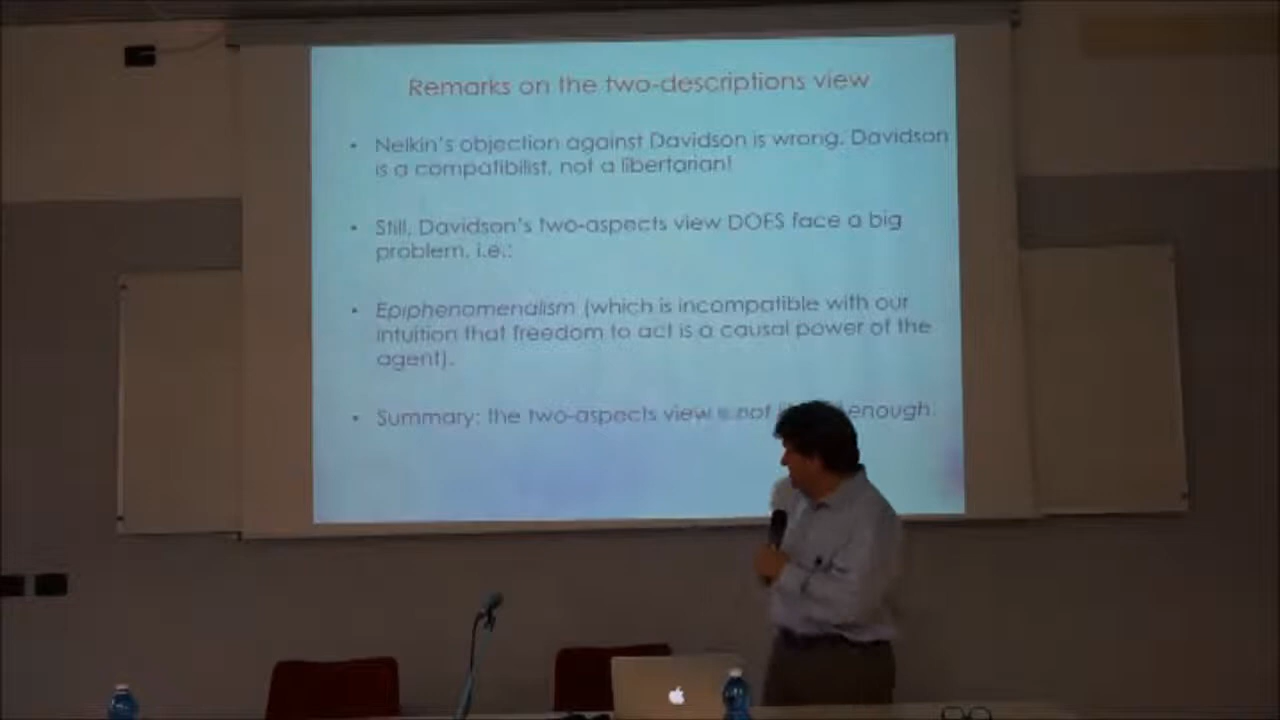 Remarks on the two-descriptions view
• Nelkin's objection against Davidson is wrong. Davidson
is a compatibilist, not a libertarian!
• Still, Davidson's two-aspects view DOES face a big
problem, i.e.:
• Epiphenomenalism (which is incompatible with our
intuition that freedom to act is a causal power of the
agent).
• Summary: the two-aspects view is not enough.